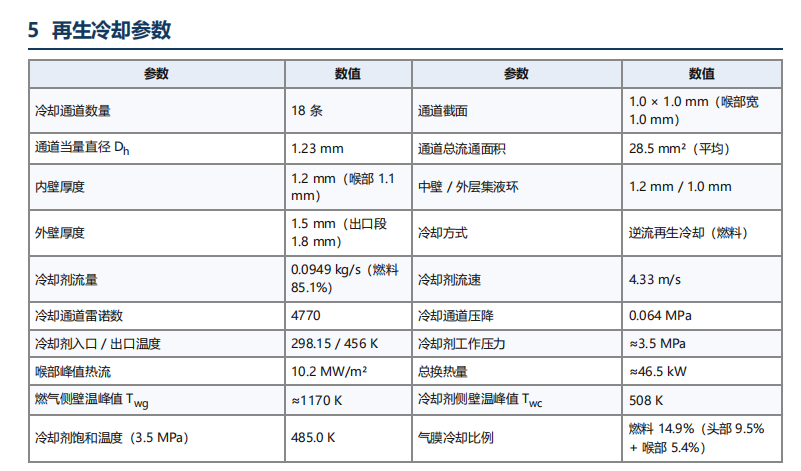 5 再生冷却参数
参数 数值 参数 数值
冷却通道数量 18 条 通道截面 1.0 × 1.0 mm（喉部宽
1.0 mm）
通道当量直径 Dh 1.23 mm 通道总流通面积 28.5 mm²（平均）
内壁厚度 1.2 mm（喉部 1.1
mm） 中壁 / 外层集液环 1.2 mm / 1.0 mm
外壁厚度 1.5 mm（出口段
1.8 mm） 冷却方式 逆流再生冷却（燃料）
冷却剂流量 0.0949 kg/s（燃料
85.1%） 冷却剂流速 4.33 m/s
冷却通道雷诺数 4770 冷却通道压降 0.064 MPa
冷却剂入口 / 出口温度 298.15 / 456 K 冷却剂工作压力 ≈3.5 MPa
喉部峰值热流 10.2 MW/m² 总换热量 ≈46.5 kW
燃气侧壁温峰值 Twg ≈1170 K 冷却剂侧壁温峰值 Twc 508 K
冷却剂饱和温度（3.5 MPa） 485.0 K 气膜冷却比例 燃料 14.9%（头部 9.5%
+ 喉部 5.4%）